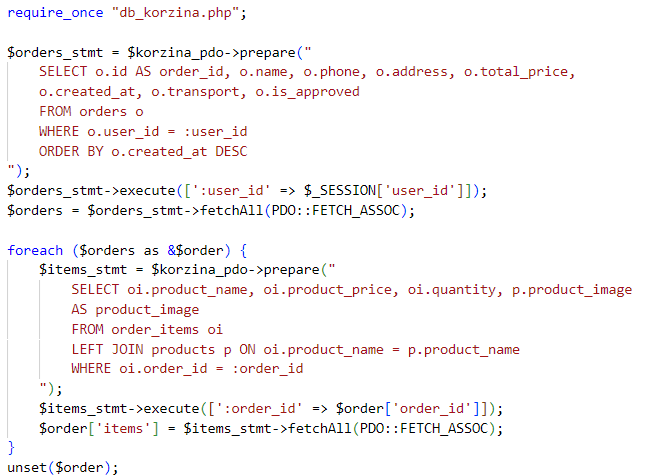 require_once "db_korzina.php";

$orders_stmt = $korzina_pdo->prepare("
    SELECT o.id AS order_id, o.name, o.phone, o.address, o.total_price,
    o.created_at, o.transport, o.is_approved
    FROM orders o
    WHERE o.user_id = :user_id
    ORDER BY o.created_at DESC
");
$orders_stmt->execute([':user_id' => $_SESSION['user_id']]);
$orders = $orders_stmt->fetchAll(PDO::FETCH_ASSOC);

foreach ($orders as &$order) {
    $items_stmt = $korzina_pdo->prepare("
        SELECT oi.product_name, oi.product_price, oi.quantity, p.product_image
        AS product_image
        FROM order_items oi
        LEFT JOIN products p ON oi.product_name = p.product_name
        WHERE oi.order_id = :order_id
    ");
    $items_stmt->execute([':order_id' => $order['order_id']]);
    $order['items'] = $items_stmt->fetchAll(PDO::FETCH_ASSOC);
}
unset($order);